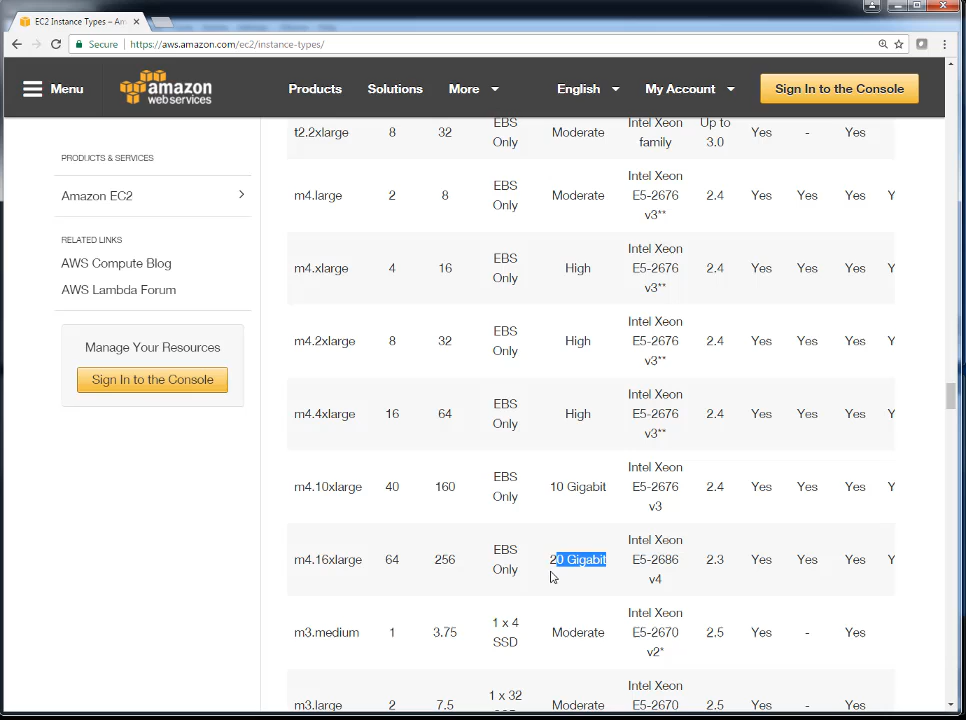 EC2 Instance Types – Am
Secure https://aws.amazon.com/ec2/instance-types/
Menu
amazon
web services
Products
Solutions
More
English
My Account
Sign In to the Console
PRODUCTS & SERVICES
Amazon EC2
RELATED LINKS
AWS Compute Blog
AWS Lambda Forum
Manage Your Resources
Sign In to the Console
t2.2xlarge 8 32 EBS Only Moderate Intel Xeon family Up to 3.0 Yes - Yes
m4.large 2 8 EBS Only Moderate Intel Xeon E5-2676 v3** 2.4 Yes Yes Yes Y
m4.xlarge 4 16 EBS Only High Intel Xeon E5-2676 v3** 2.4 Yes Yes Yes Y
m4.2xlarge 8 32 EBS Only High Intel Xeon E5-2676 v3** 2.4 Yes Yes Yes Y
m4.4xlarge 16 64 EBS Only High Intel Xeon E5-2676 v3** 2.4 Yes Yes Yes Y
m4.10xlarge 40 160 EBS Only 10 Gigabit Intel Xeon E5-2676 v3 2.4 Yes Yes Yes Y
m4.16xlarge 64 256 EBS Only 20 Gigabit Intel Xeon E5-2686 v4 2.3 Yes Yes Yes Y
m3.medium 1 3.75 1 x 4 SSD Moderate Intel Xeon E5-2670 v2* 2.5 Yes - Yes
m3.large 2 7.5 1 x 32 Moderate Intel Xeon E5-2670 2.5 Yes - Yes